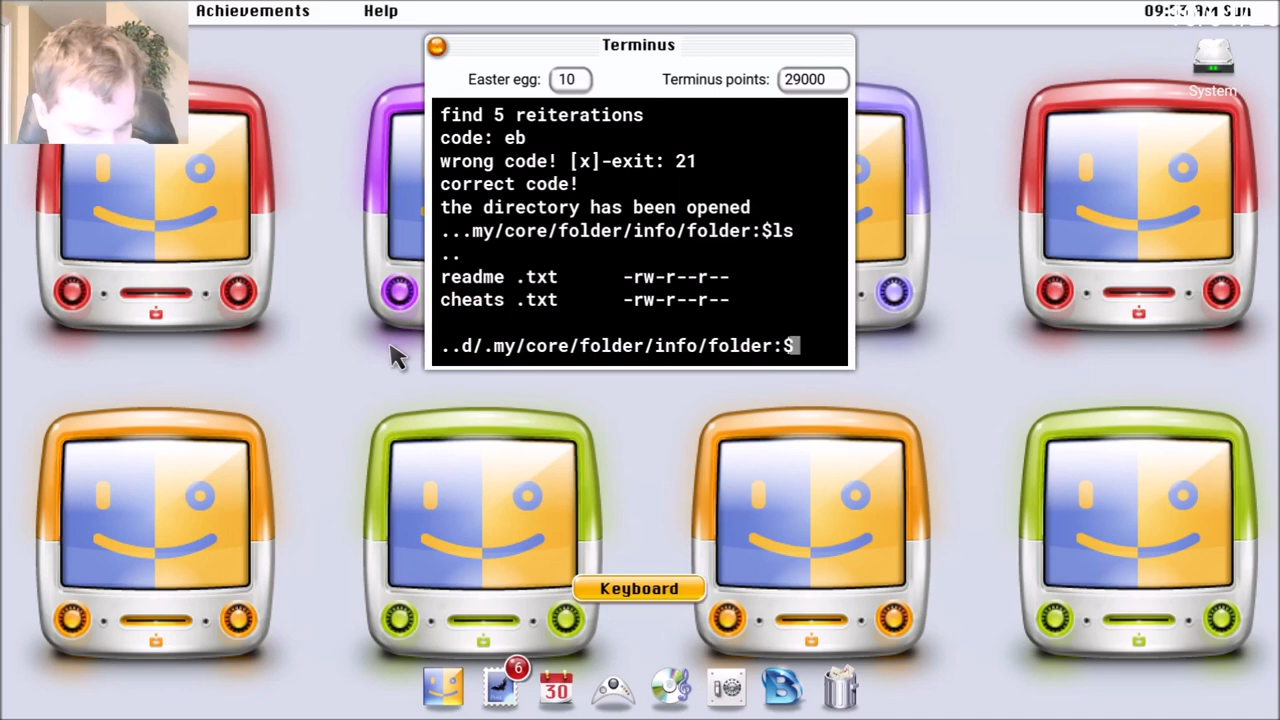 Achievements Help
Terminus
Easteregg: 10 Terminus points: 29000
System
find 5 reiterations
code: eb
wrong code! [x]-exit: 21
correct code!
the directory has been opened
...my/core/folder/info/folder:$ls
..
readme .txt -rw-r--r--
cheats .txt -rw-r--r--
..d/.my/core/folder/info/folder:$
Keyboard
6
30